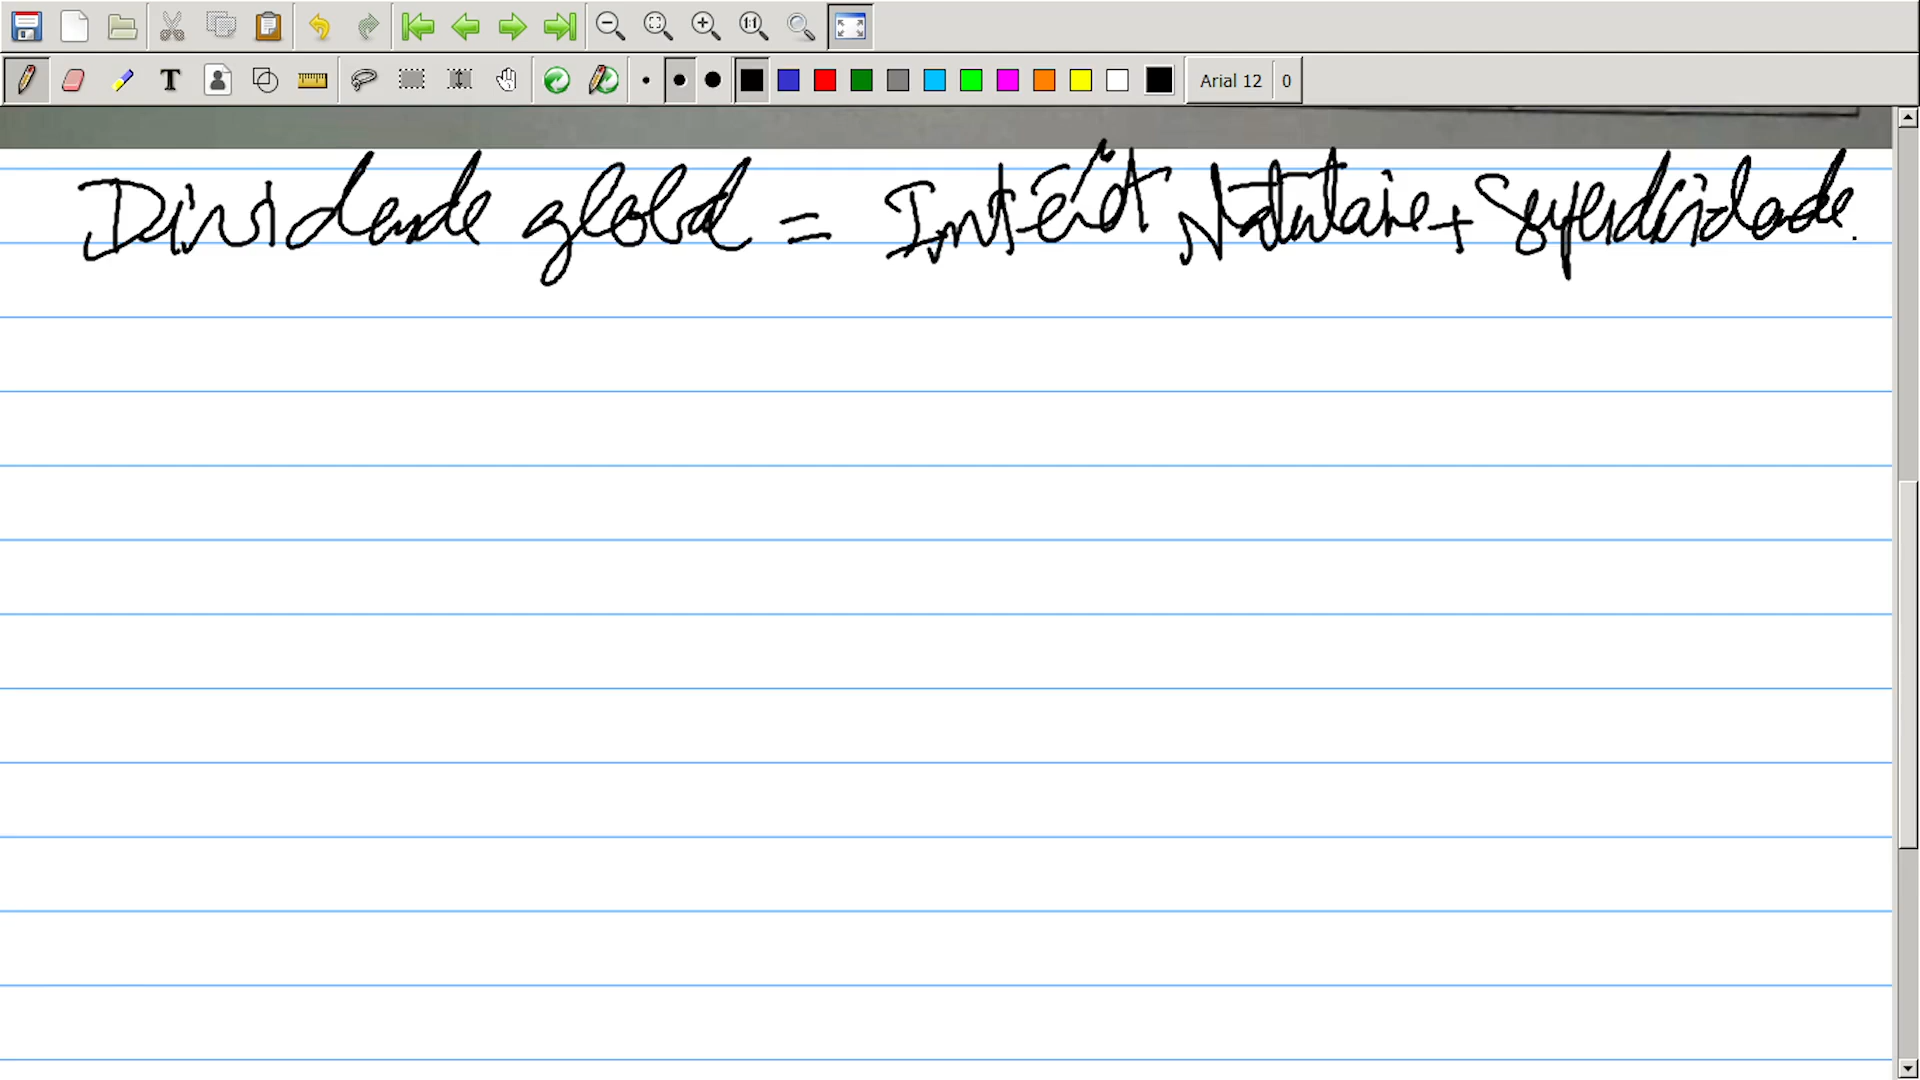 T Arial 12 0
Dividende global = Intérêt Statutaire + Superdividende.